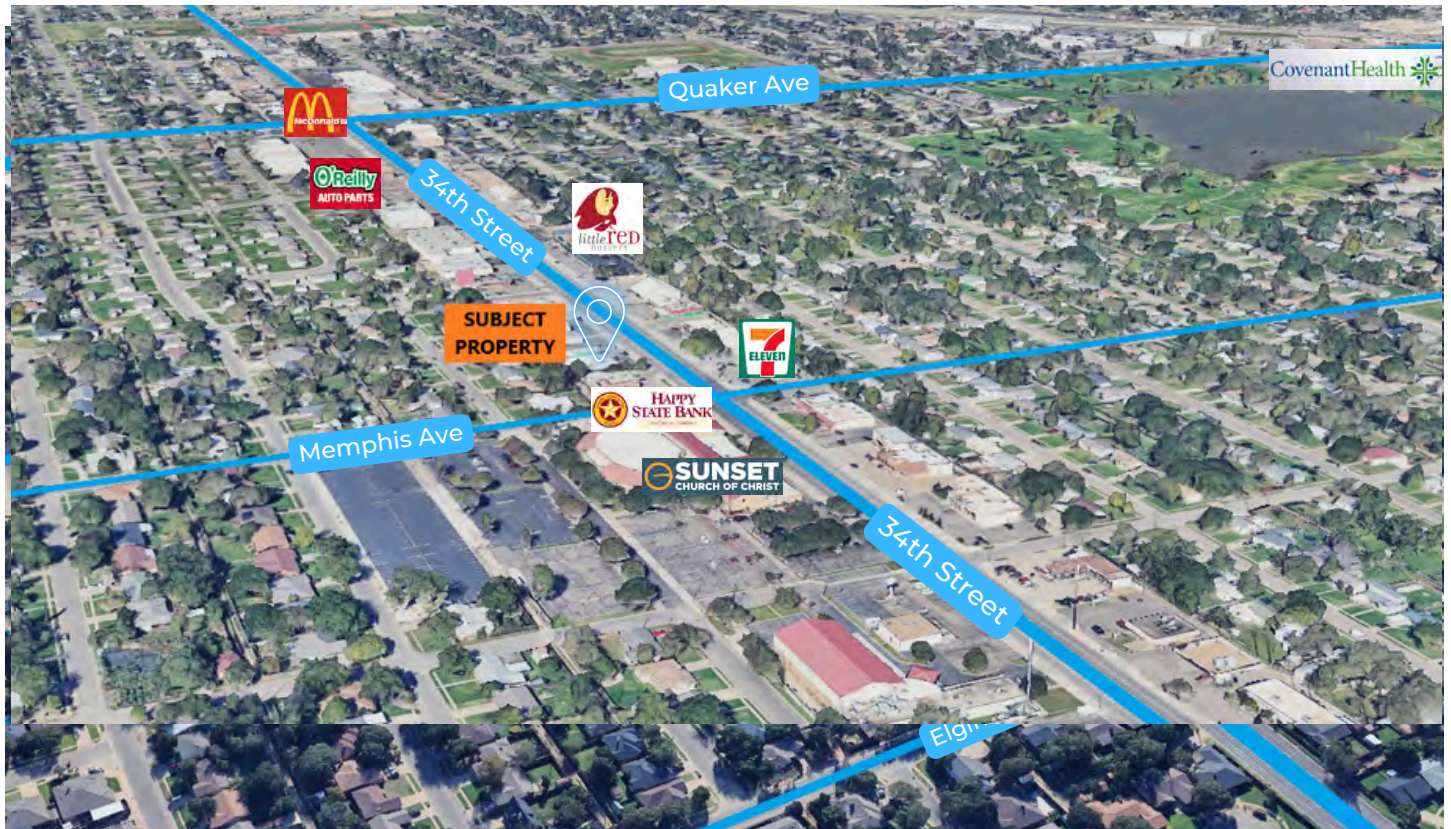 Quaker Ave
CovenantHealth
McDonald's
O'Reilly
AUTO PARTS
34th Street
little RED
NURSERY
SUBJECT
PROPERTY
7
ELEVEN
HAPPY
STATE BANK
Memphis Ave
SUNSET
CHURCH OF CHRIST
34th Street